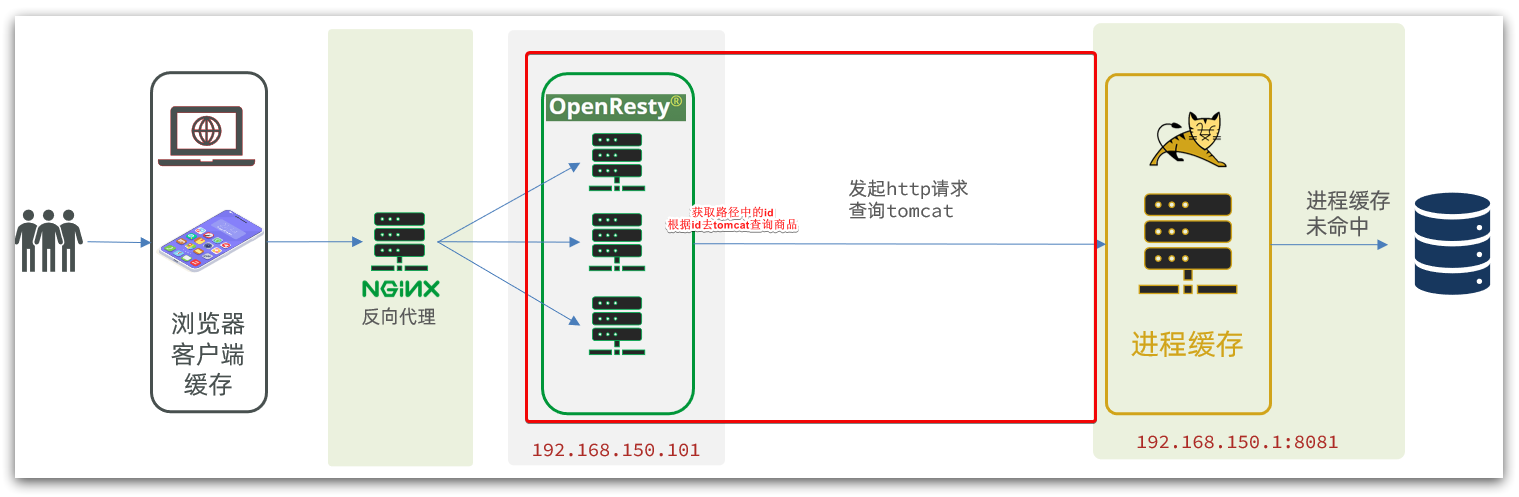 浏览器
客户端
缓存
NGINX
反向代理
OpenResty®
获取路径中的id
根据id去tomcat查询商品
192.168.150.101
发起http请求
查询tomcat
进程缓存
192.168.150.1:8081
进程缓存
未命中